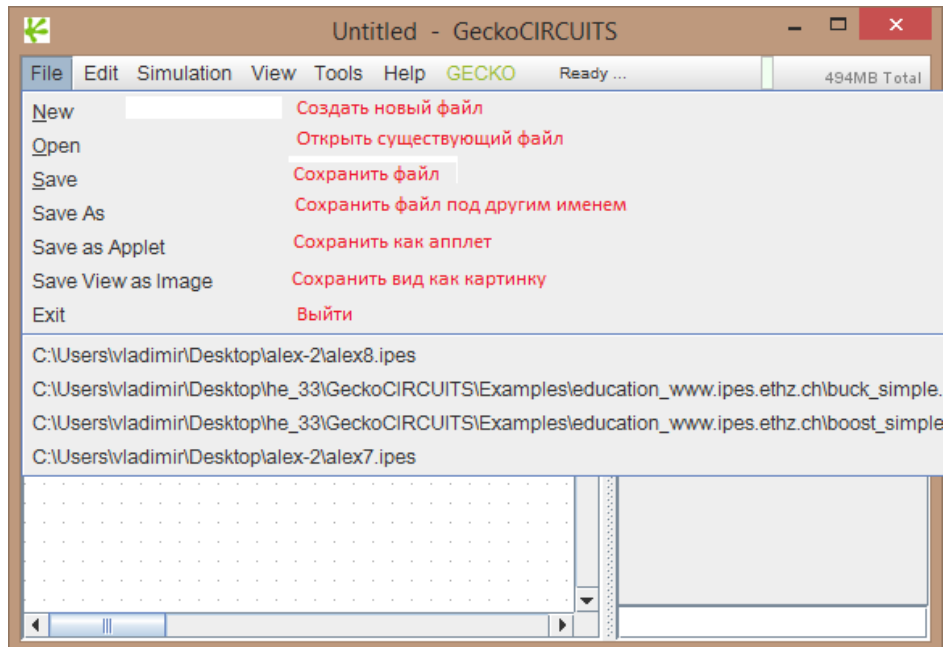 Untitled - GeckoCIRCUITS
File Edit Simulation View Tools Help GECKO Ready ... 494MB Total
New Создать новый файл
Open Открыть существующий файл
Save Сохранить файл
Save As Сохранить файл под другим именем
Save as Applet Сохранить как апплет
Save View as Image Сохранить вид как картинку
Exit Выйти
C:\Users\vladimir\Desktop\alex-2\alex8.ipes
C:\Users\vladimir\Desktop\he_33\GeckoCIRCUITS\Examples\education_www.ipes.ethz.ch\buck_simple.
C:\Users\vladimir\Desktop\he_33\GeckoCIRCUITS\Examples\education_www.ipes.ethz.ch\boost_simple
C:\Users\vladimir\Desktop\alex-2\alex7.ipes